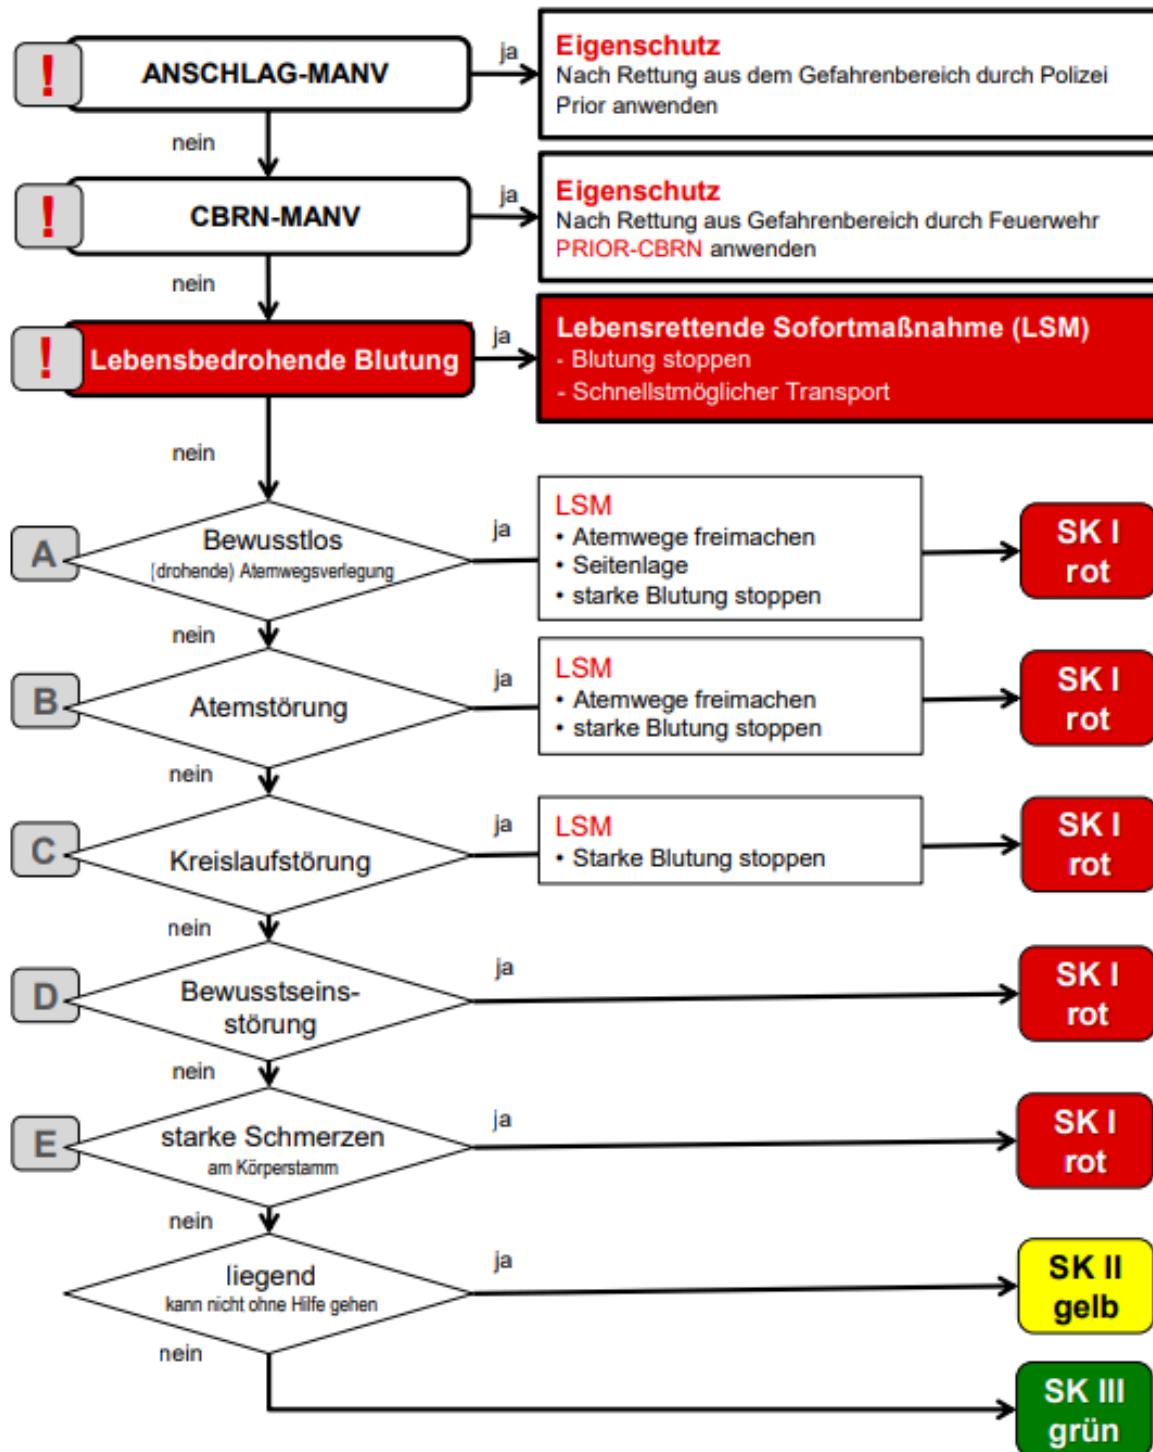 ! ANSCHLAG-MANV
ja
Eigenschutz
Nach Rettung aus dem Gefahrenbereich durch Polizei
Prior anwenden
nein
! CBRN-MANV
ja
Eigenschutz
Nach Rettung aus Gefahrenbereich durch Feuerwehr
PRIOR-CBRN anwenden
nein
! Lebensbedrohende Blutung
ja
Lebensrettende Sofortmaßnahme (LSM)
- Blutung stoppen
- Schnellstmöglicher Transport
nein
A
Bewusstlos
(drohende) Atemwegsverlegung
ja
LSM
• Atemwege freimachen
• Seitenlage
• starke Blutung stoppen
SK I
rot
nein
B
Atemstörung
ja
LSM
• Atemwege freimachen
• starke Blutung stoppen
SK I
rot
nein
C
Kreislaufstörung
ja
LSM
• Starke Blutung stoppen
SK I
rot
nein
D
Bewusstseins-
störung
ja
SK I
rot
nein
E
starke Schmerzen
am Körperstamm
ja
SK I
rot
nein
liegend
kann nicht ohne Hilfe gehen
ja
SK II
gelb
nein
SK III
grün